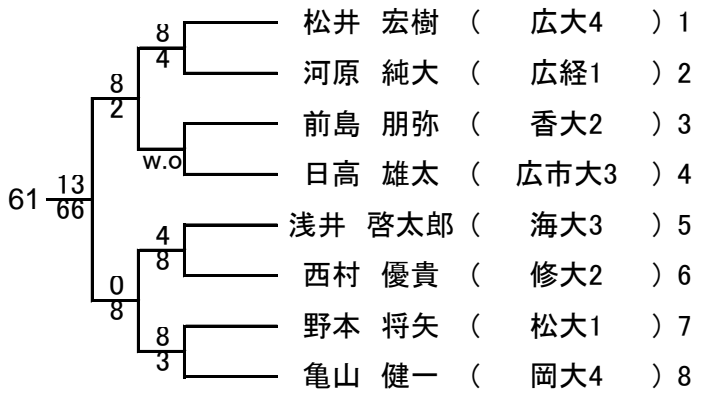 松井 宏樹 ( 広大4 ) 1
8
4
河原 純大 ( 広経1 ) 2
8
2
前島 朋弥 ( 香大2 ) 3
w.o
日高 雄太 ( 広市大3 ) 4
61 13
66
浅井 啓太郎 ( 海大3 ) 5
4
8
西村 優貴 ( 修大2 ) 6
0
8
野本 将矢 ( 松大1 ) 7
8
3
亀山 健一 ( 岡大4 ) 8